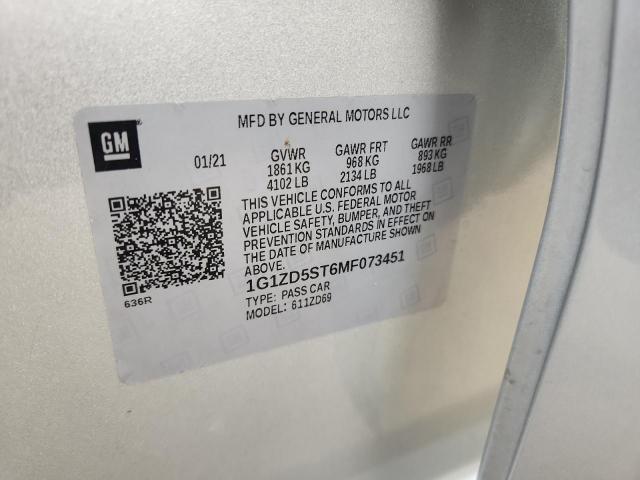 GM
MFD BY GENERAL MOTORS LLC
01/21 GVWR GAWR FRT GAWR RR
1861 KG 968 KG 893 KG
4102 LB 2134 LB 1968 LB
THIS VEHICLE CONFORMS TO ALL
APPLICABLE U.S. FEDERAL MOTOR
VEHICLE SAFETY, BUMPER, AND THEFT
PREVENTION STANDARDS IN EFFECT ON
THE DATE OF MANUFACTURE SHOWN
ABOVE.
1G1ZD5ST6MF073451
TYPE: PASS CAR
MODEL: 611ZD69
636R